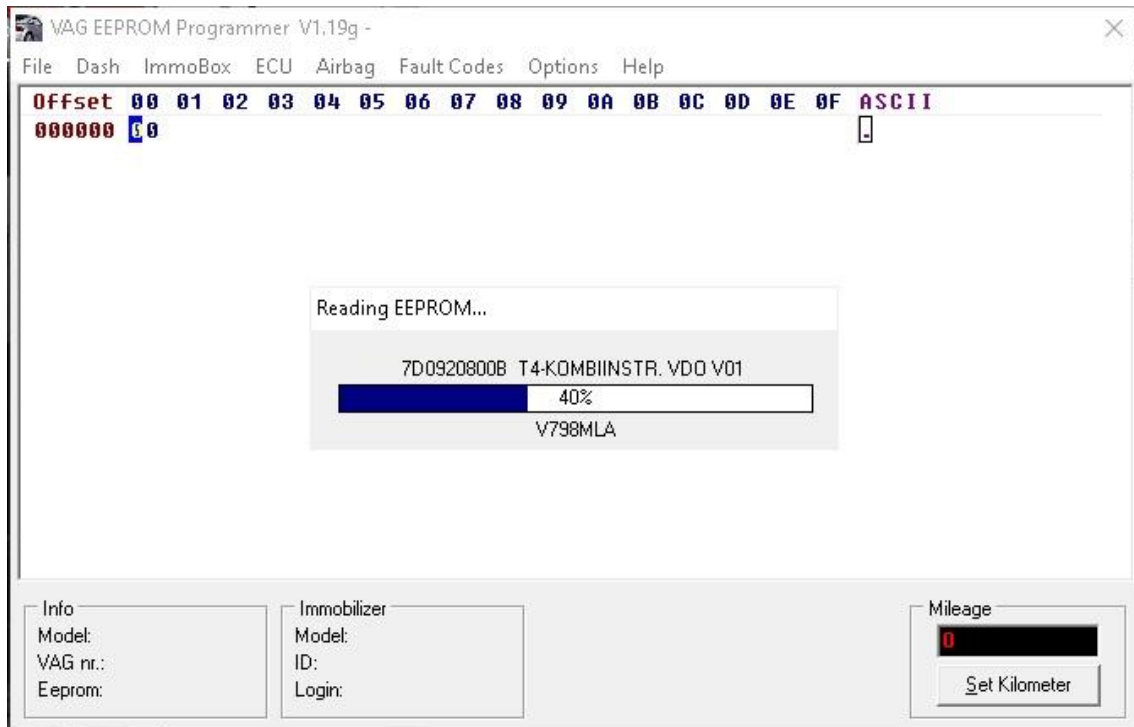 VAG EEPROM Programmer V1,19g -
File Dash ImmoBox ECU Airbag Fault Codes Options Help
Offset 00 01 02 03 04 05 06 07 08 09 0A 0B 0C 0D 0E 0F ASCII
000000 00 .
Reading EEPROM...
7D0920800B T4-KOMBIINSTR. VDO V01
40%
V798MLA
Info
Model:
VAG nr.:
Eeprom:
Immobilizer
Model:
ID:
Login:
Mileage
0
Set Kilometer